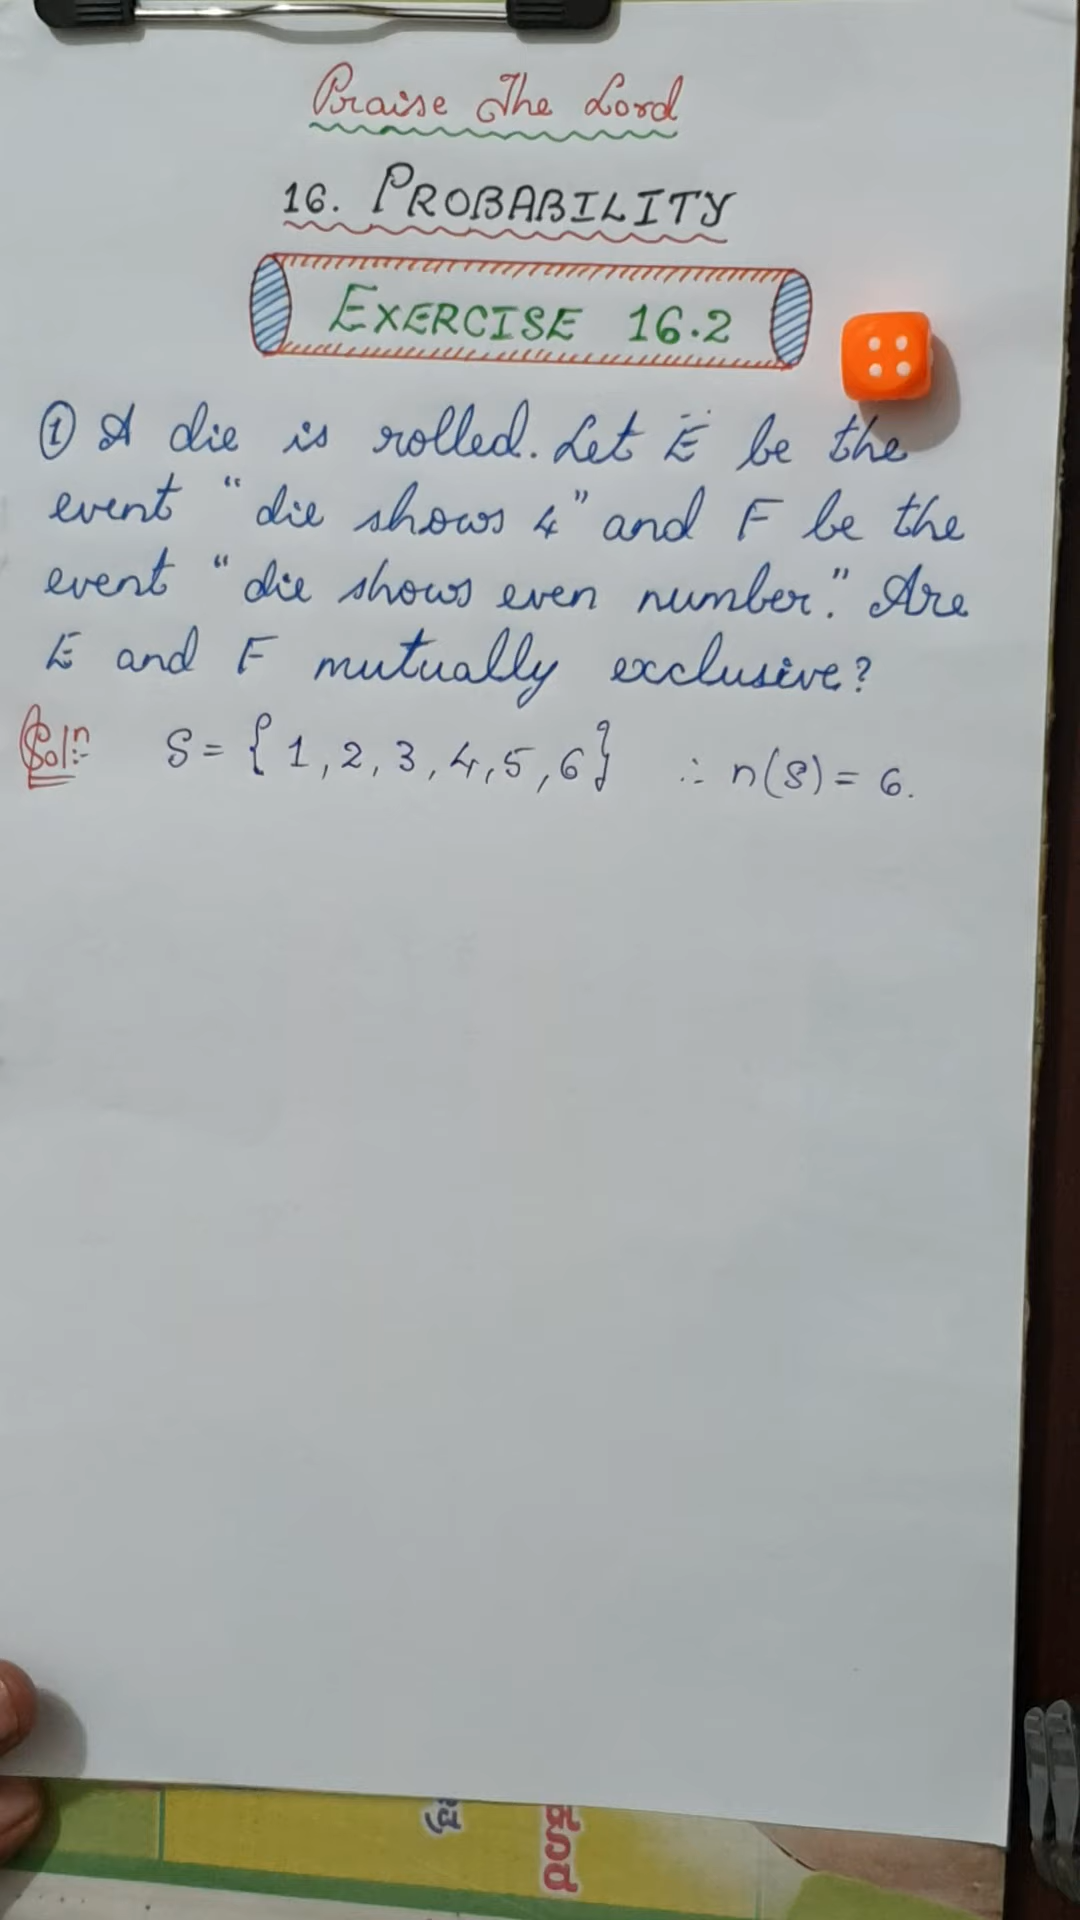 Praise The Lord
16. PROBABILITY
EXERCISE 16.2
① A die is rolled. Let E be the
event "die shows 4" and F be the
event "die shows even number." Are
E and F mutually exclusive?
Soln:- S = { 1, 2, 3, 4, 5, 6 } ∴ n(S) = 6.